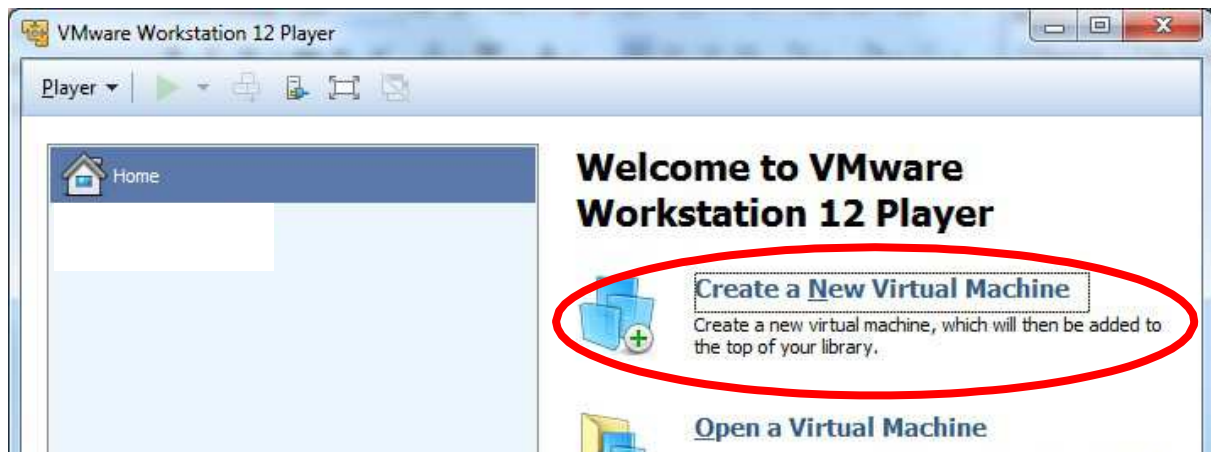 VMware Workstation 12 Player
Player
Home
Welcome to VMware
Workstation 12 Player
Create a New Virtual Machine
Create a new virtual machine, which will then be added to
the top of your library.
Open a Virtual Machine